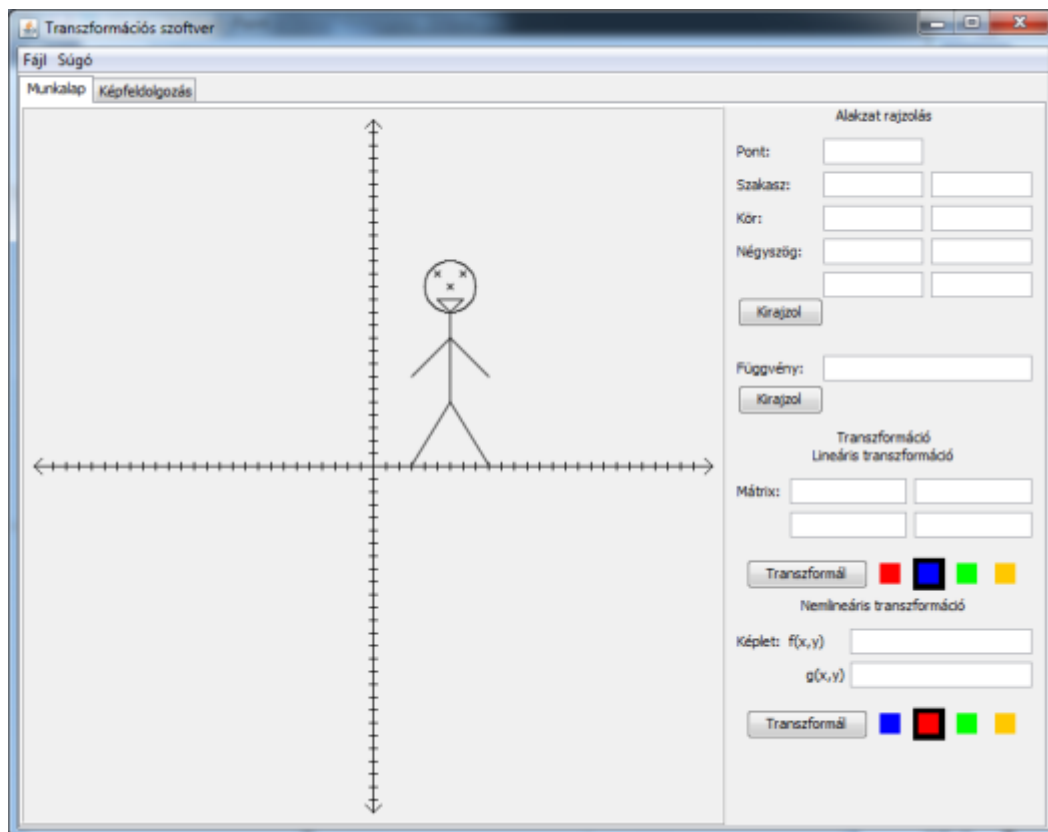 Transzformációs szoftver
Fájl Súgó
Munkalap Képfeldolgozás
Alakzat rajzolás
Pont:
Szakasz:
Kör:
Négyszög:
Kirajzol
Függvény:
Kirajzol
Transzformáció
Lineáris transzformáció
Mátrix:
Transzformál
Nemlineáris transzformáció
Képlet: f(x,y)
g(x,y)
Transzformál